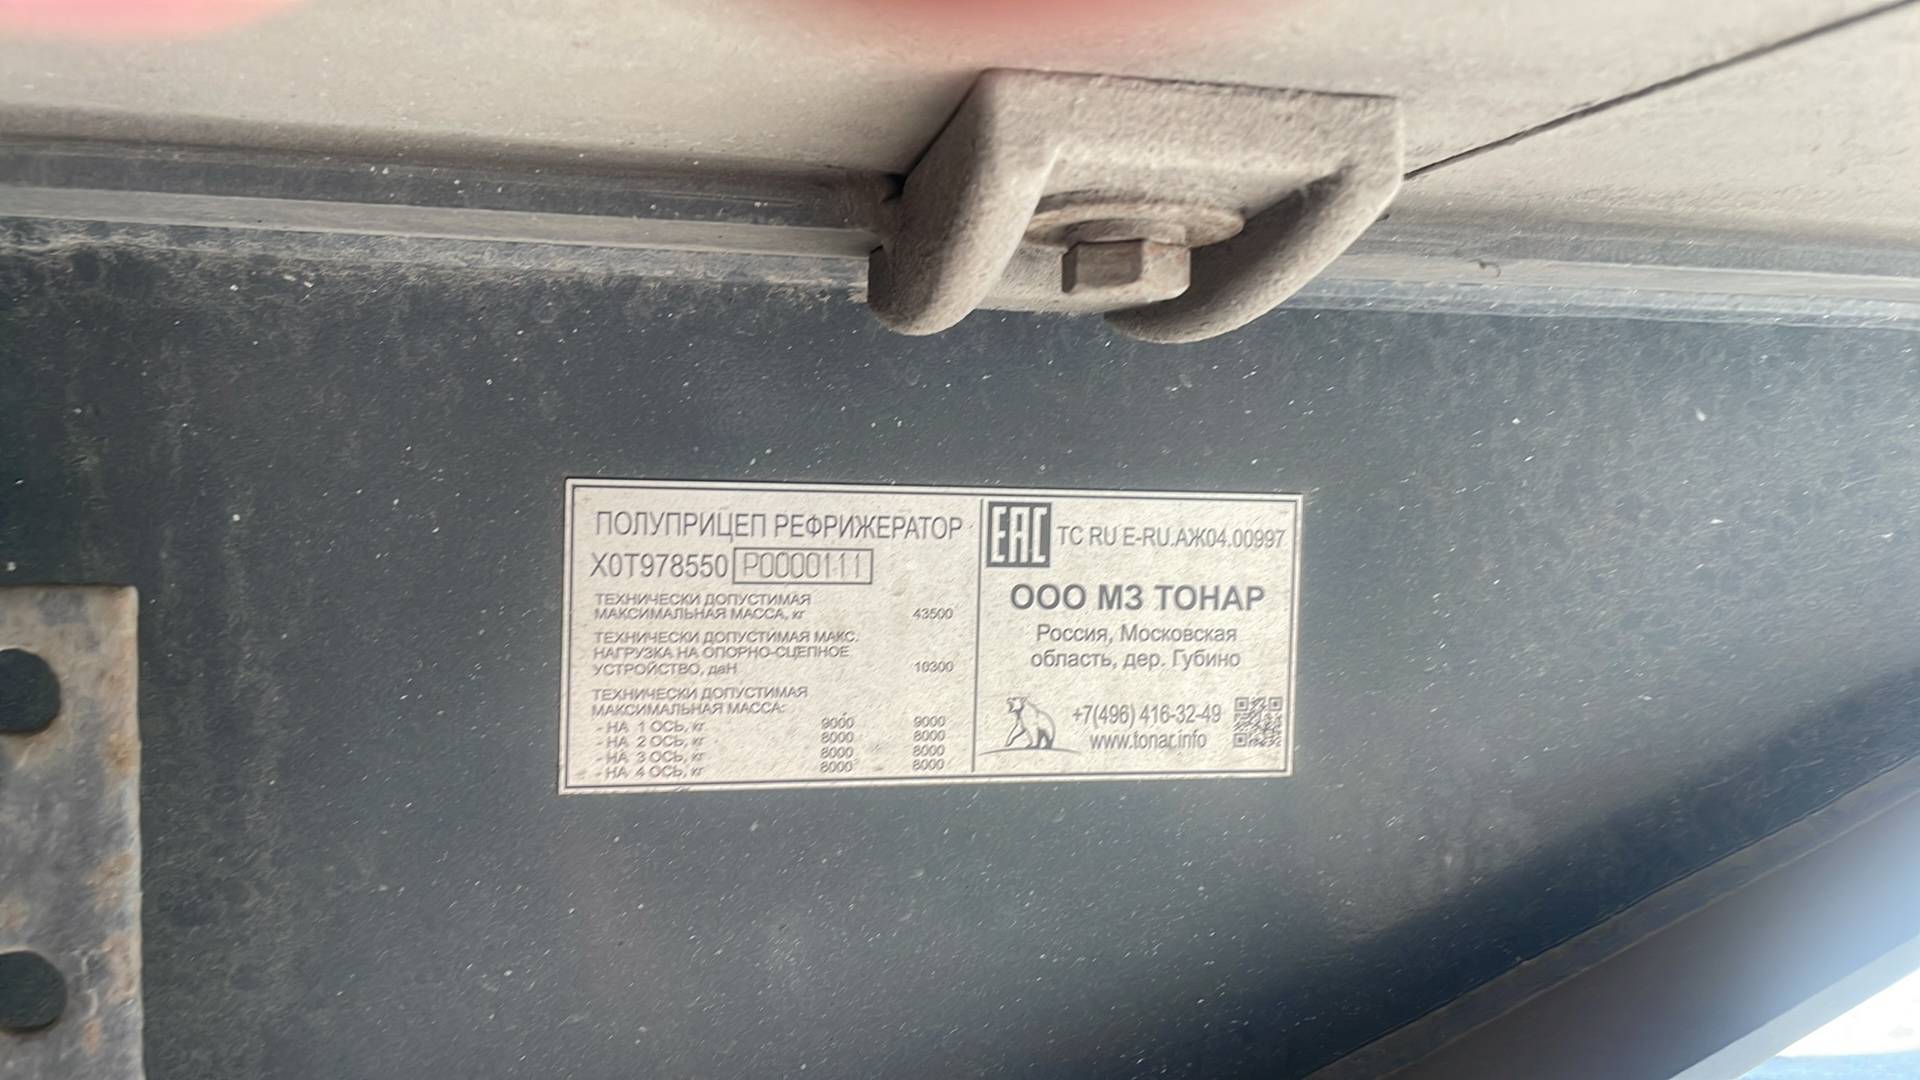 ПОЛУПРИЦЕП РЕФРИЖЕРАТОР
X0T978550 P0000111
ТЕХНИЧЕСКИ ДОПУСТИМАЯ
МАКСИМАЛЬНАЯ МАССА, кг 43500
ТЕХНИЧЕСКИ ДОПУСТИМАЯ МАКС.
НАГРУЗКА НА ОПОРНО-СЦЕПНОЕ
УСТРОЙСТВО, даН 10300
ТЕХНИЧЕСКИ ДОПУСТИМАЯ
МАКСИМАЛЬНАЯ МАССА:
- НА 1 ОСЬ, кг 9000 9000
- НА 2 ОСЬ, кг 8000 8000
- НА 3 ОСЬ, кг 8000 8000
- НА 4 ОСЬ, кг 8000 8000
EAC ТС RU E-RU.АЖ04.00997
ООО МЗ ТОНАР
Россия, Московская
область, дер. Губино
+7(496) 416-32-49
www.tonar.info